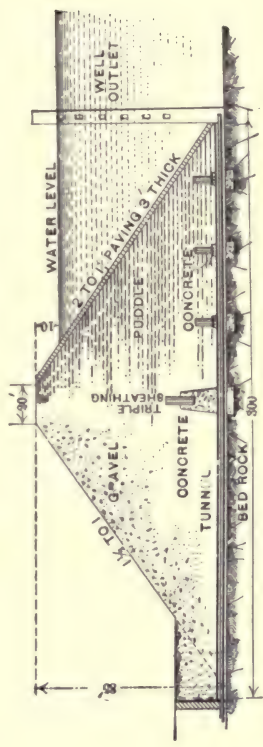 20'
10
WATER LEVEL
WELL
OUTLET
2 TO 1. PAVING 3' THICK
1½ TO 1
GRAVEL
TRIPLE
SHEATHING
PUDDLE
CONCRETE
CONCRETE
TUNNEL
BED ROCK
300